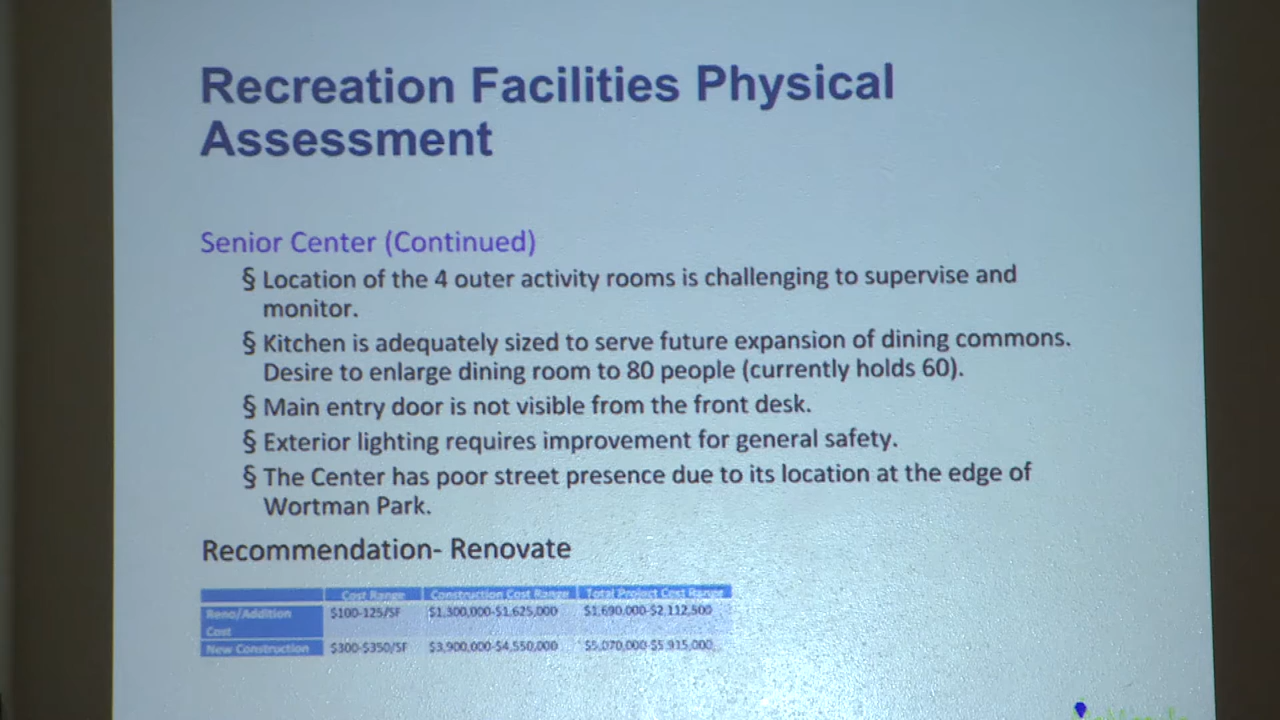 Recreation Facilities Physical
Assessment
Senior Center (Continued)
§ Location of the 4 outer activity rooms is challenging to supervise and
monitor.
§ Kitchen is adequately sized to serve future expansion of dining commons.
Desire to enlarge dining room to 80 people (currently holds 60).
§ Main entry door is not visible from the front desk.
§ Exterior lighting requires improvement for general safety.
§ The Center has poor street presence due to its location at the edge of
Wortman Park.
Recommendation- Renovate
Cost Range Construction Cost Range Total Project Cost Range
Reno/Addition $100-125/SF $1,300,000-$1,625,000 $1,690,000-$2,112,500
Cost
New Construction $300-$350/SF $3,900,000-$4,550,000 $5,070,000-$5,915,000